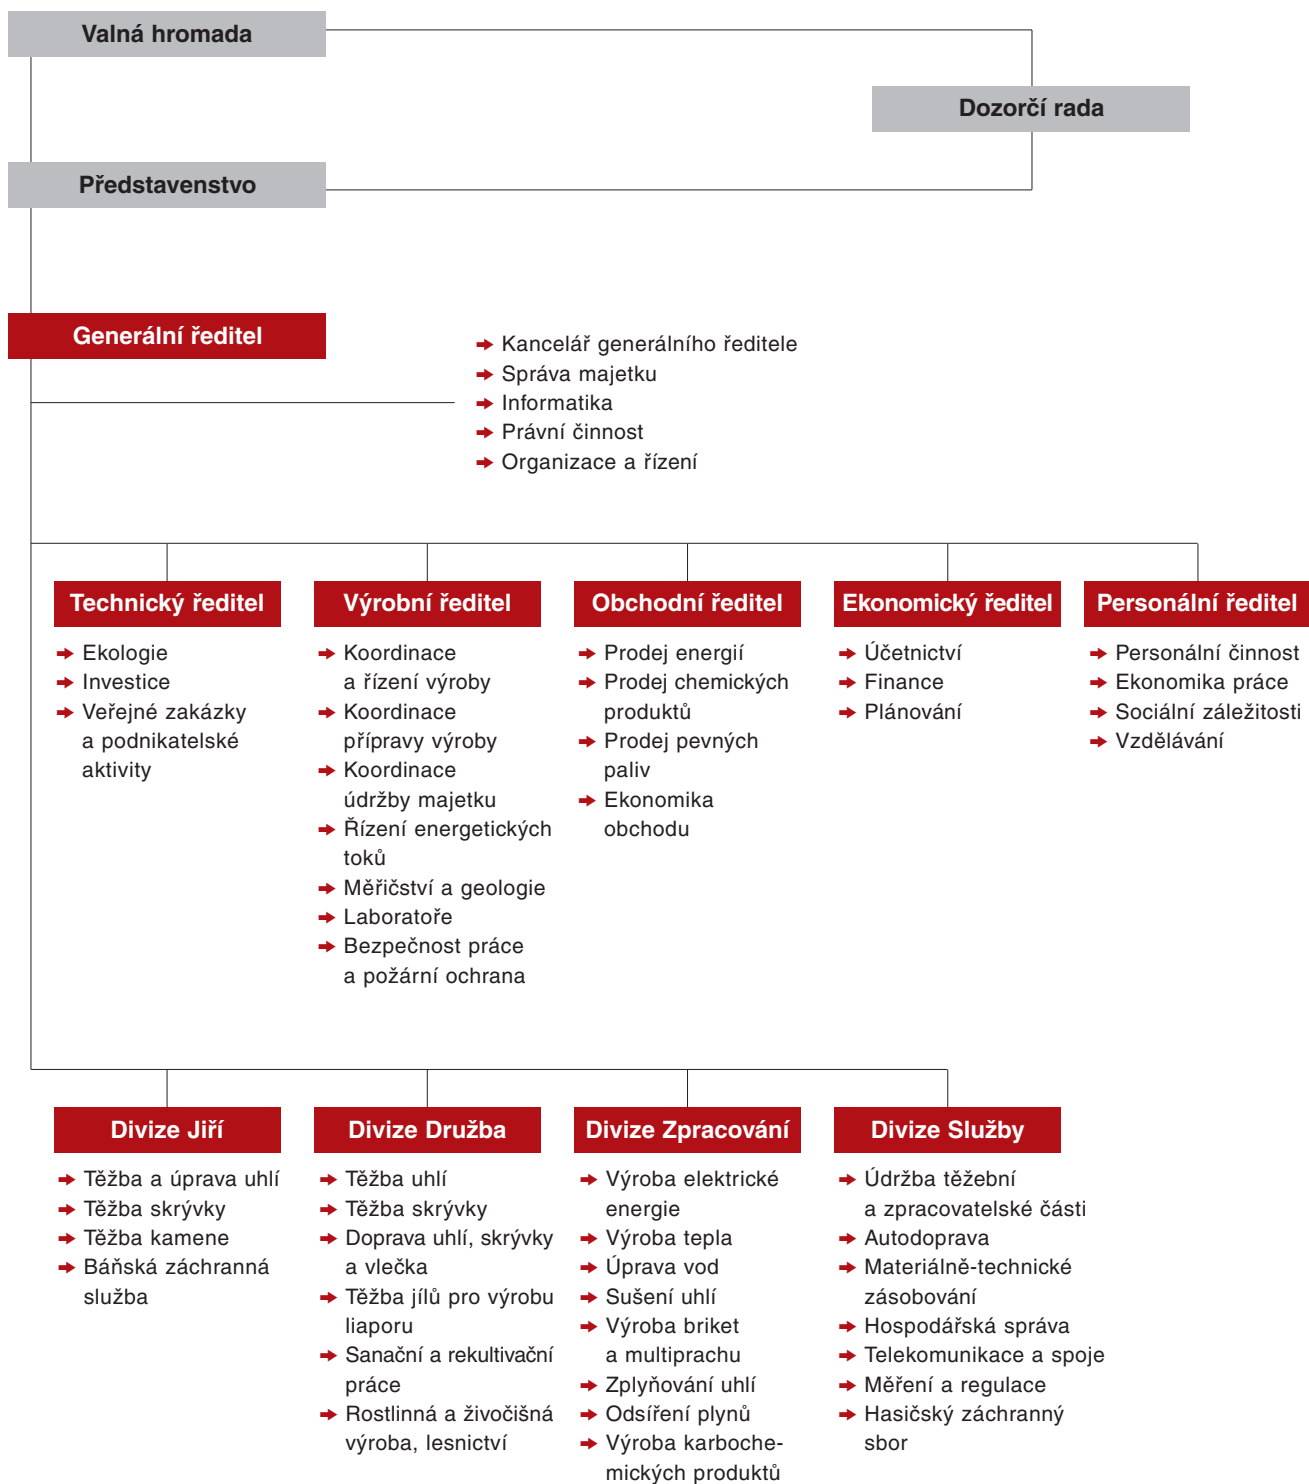 Valná hromada
Dozorčí rada
Představenstvo
Generální ředitel
Kancelář generálního ředitele
Správa majetku
Informatika
Právní činnost
Organizace a řízení
Technický ředitel
Ekologie
Investice
Veřejné zakázky
a podnikatelské
aktivity
Výrobní ředitel
Koordinace
a řízení výroby
Koordinace
přípravy výroby
Koordinace
údržby majetku
Řízení energetických
toků
Měřičství a geologie
Laboratoře
Bezpečnost práce
a požární ochrana
Obchodní ředitel
Prodej energií
Prodej chemických
produktů
Prodej pevných
paliv
Ekonomika
obchodu
Ekonomický ředitel
Účetnictví
Finance
Plánování
Personální ředitel
Personální činnost
Ekonomika práce
Sociální záležitosti
Vzdělávání
Divize Jiří
Těžba a úprava uhlí
Těžba skrývky
Těžba kamene
Báňská záchranná
služba
Divize Družba
Těžba uhlí
Těžba skrývky
Doprava uhlí, skrývky
a vlečka
Těžba jílů pro výrobu
liaporu
Sanační a rekultivační
práce
Rostlinná a živočišná
výroba, lesnictví
Divize Zpracování
Výroba elektrické
energie
Výroba tepla
Úprava vod
Sušení uhlí
Výroba briket
a multiprachu
Zplyňování uhlí
Odsíření plynů
Výroba karboche-
mických produktů
Divize Služby
Údržba těžební
a zpracovatelské části
Autodoprava
Materiálně-technické
zásobování
Hospodářská správa
Telekomunikace a spoje
Měření a regulace
Hasičský záchranný
sbor